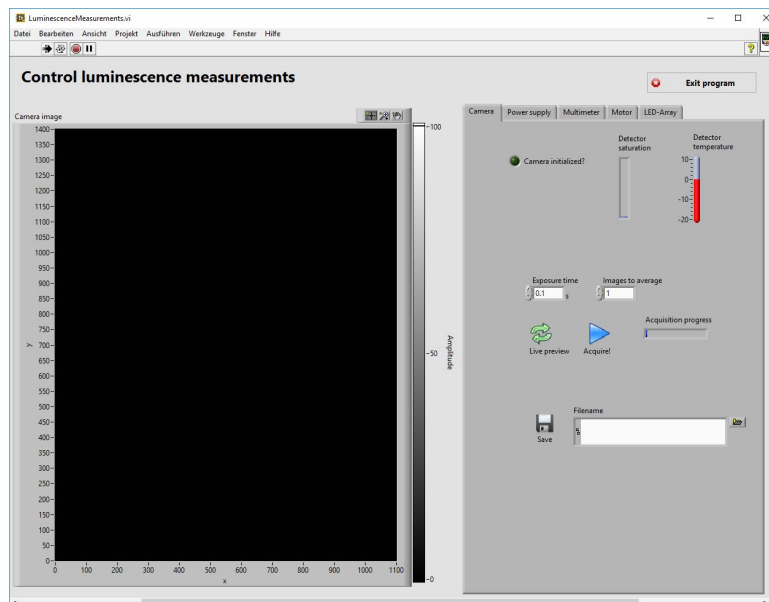 LuminescenceMeasurements.vi
Datei Bearbeiten Ansicht Projekt Ausführen Werkzeuge Fenster Hilfe
Control luminescence measurements
Exit program
Camera image
1400
1350
1300
1250
1200
1150
1100
1050
1000
950
900
850
800
750
700
650
600
550
500
450
400
350
300
250
200
150
100
50
0
y
0 100 200 300 400 500 600 700 800 900 1000 1100
x
100
50
0
Amplitude
Camera Power supply Multimeter Motor LED-Array
Camera initialized?
Detector
saturation
Detector
temperature
10
0
-10
-20
Exposure time
0.1 s
Images to average
1
Live preview
Acquire!
Acquisition progress
Save
Filename